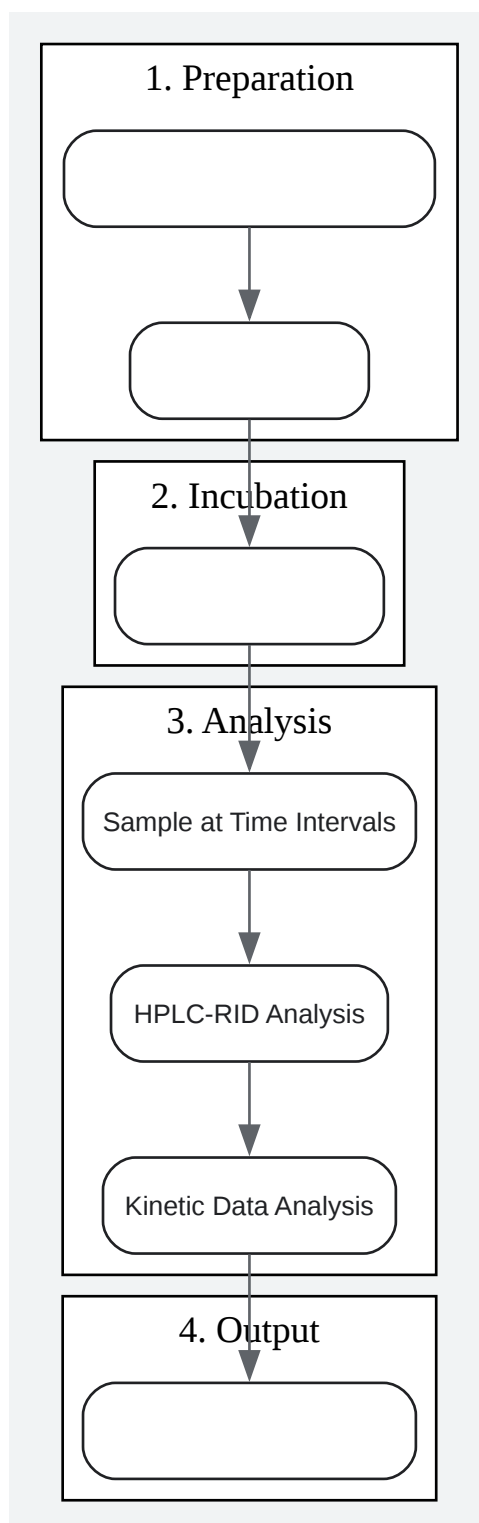 1. Preparation
2. Incubation
3. Analysis
Sample at Time Intervals
HPLC-RID Analysis
Kinetic Data Analysis
4. Output